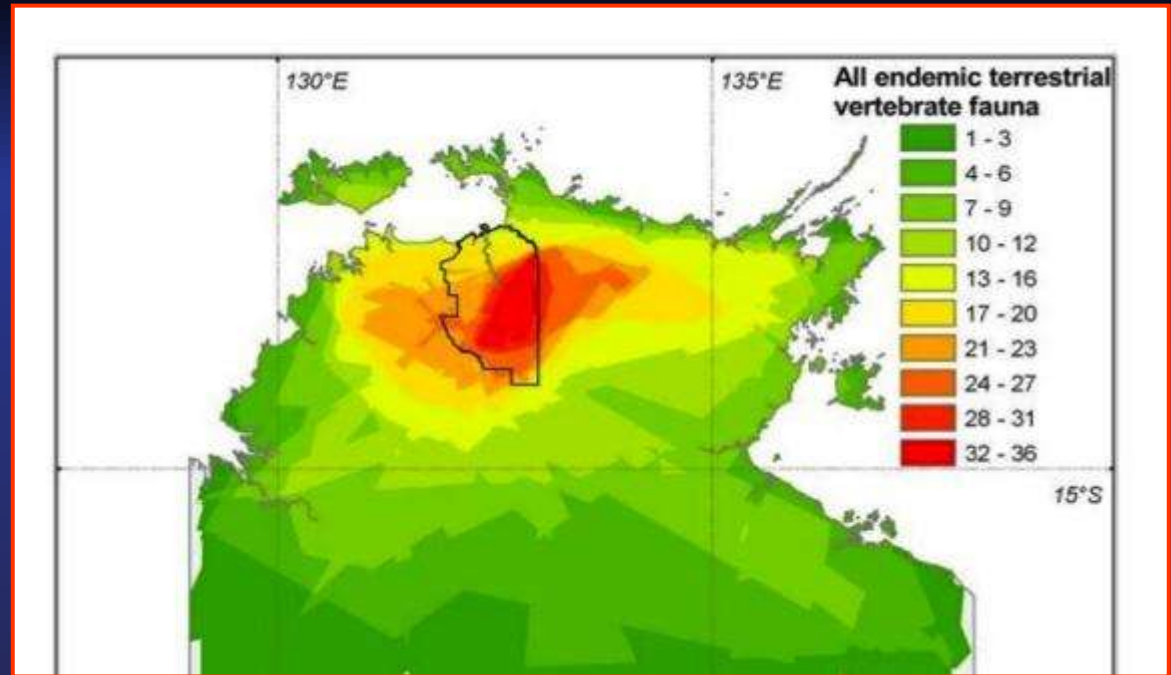 130°E
135°E
All endemic terrestrial
vertebrate fauna
1 - 3
4 - 6
7 - 9
10 - 12
13 - 16
17 - 20
21 - 23
24 - 27
28 - 31
32 - 36
15°S